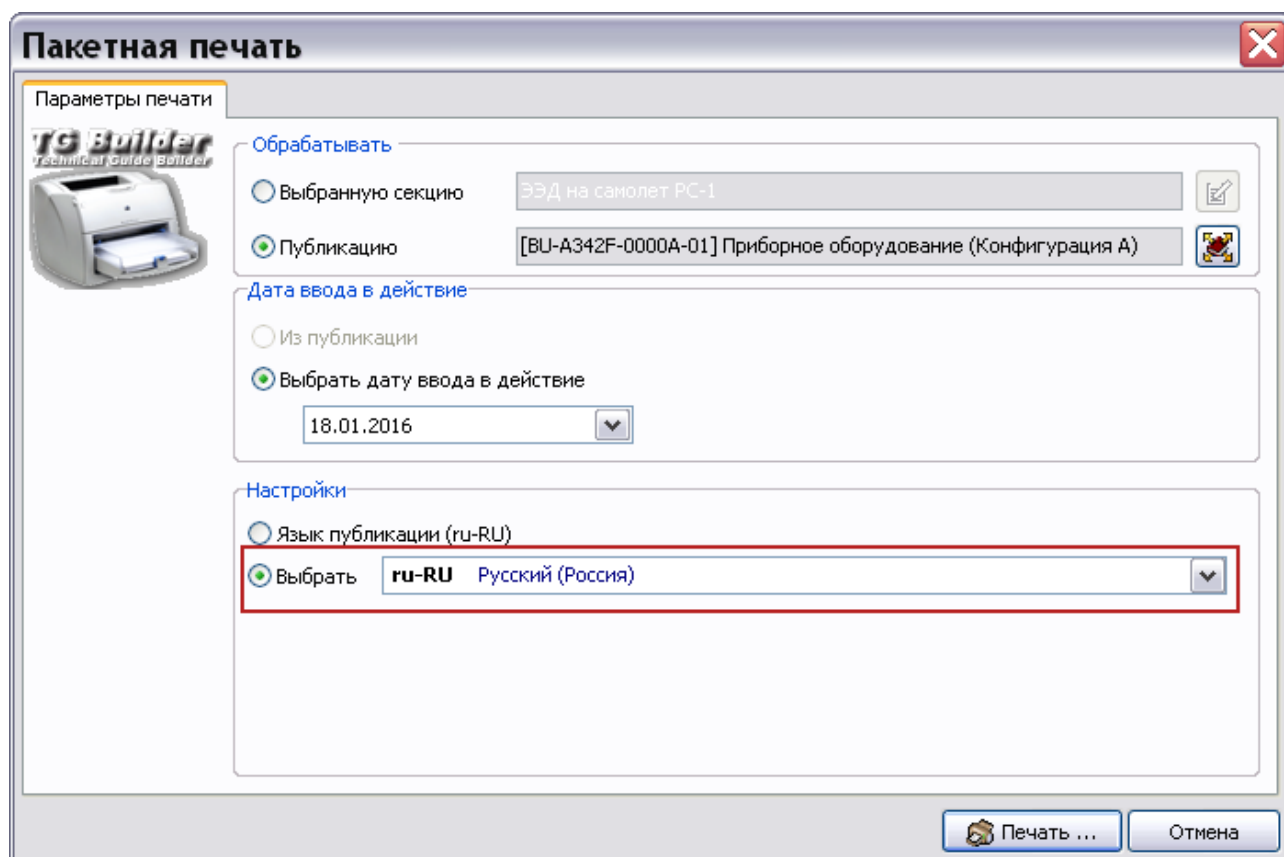 Пакетная печать
Параметры печати
TG Builder
Technical Guide Builder
Обрабатывать
Выбранную секцию ЭЭД на самолет РС-1
Публикацию [BU-A342F-0000A-01] Приборное оборудование (Конфигурация А)
Дата ввода в действие
Из публикации
Выбрать дату ввода в действие
18.01.2016
Настройки
Язык публикации (ru-RU)
Выбрать ru-RU Русский (Россия)
Печать ... Отмена